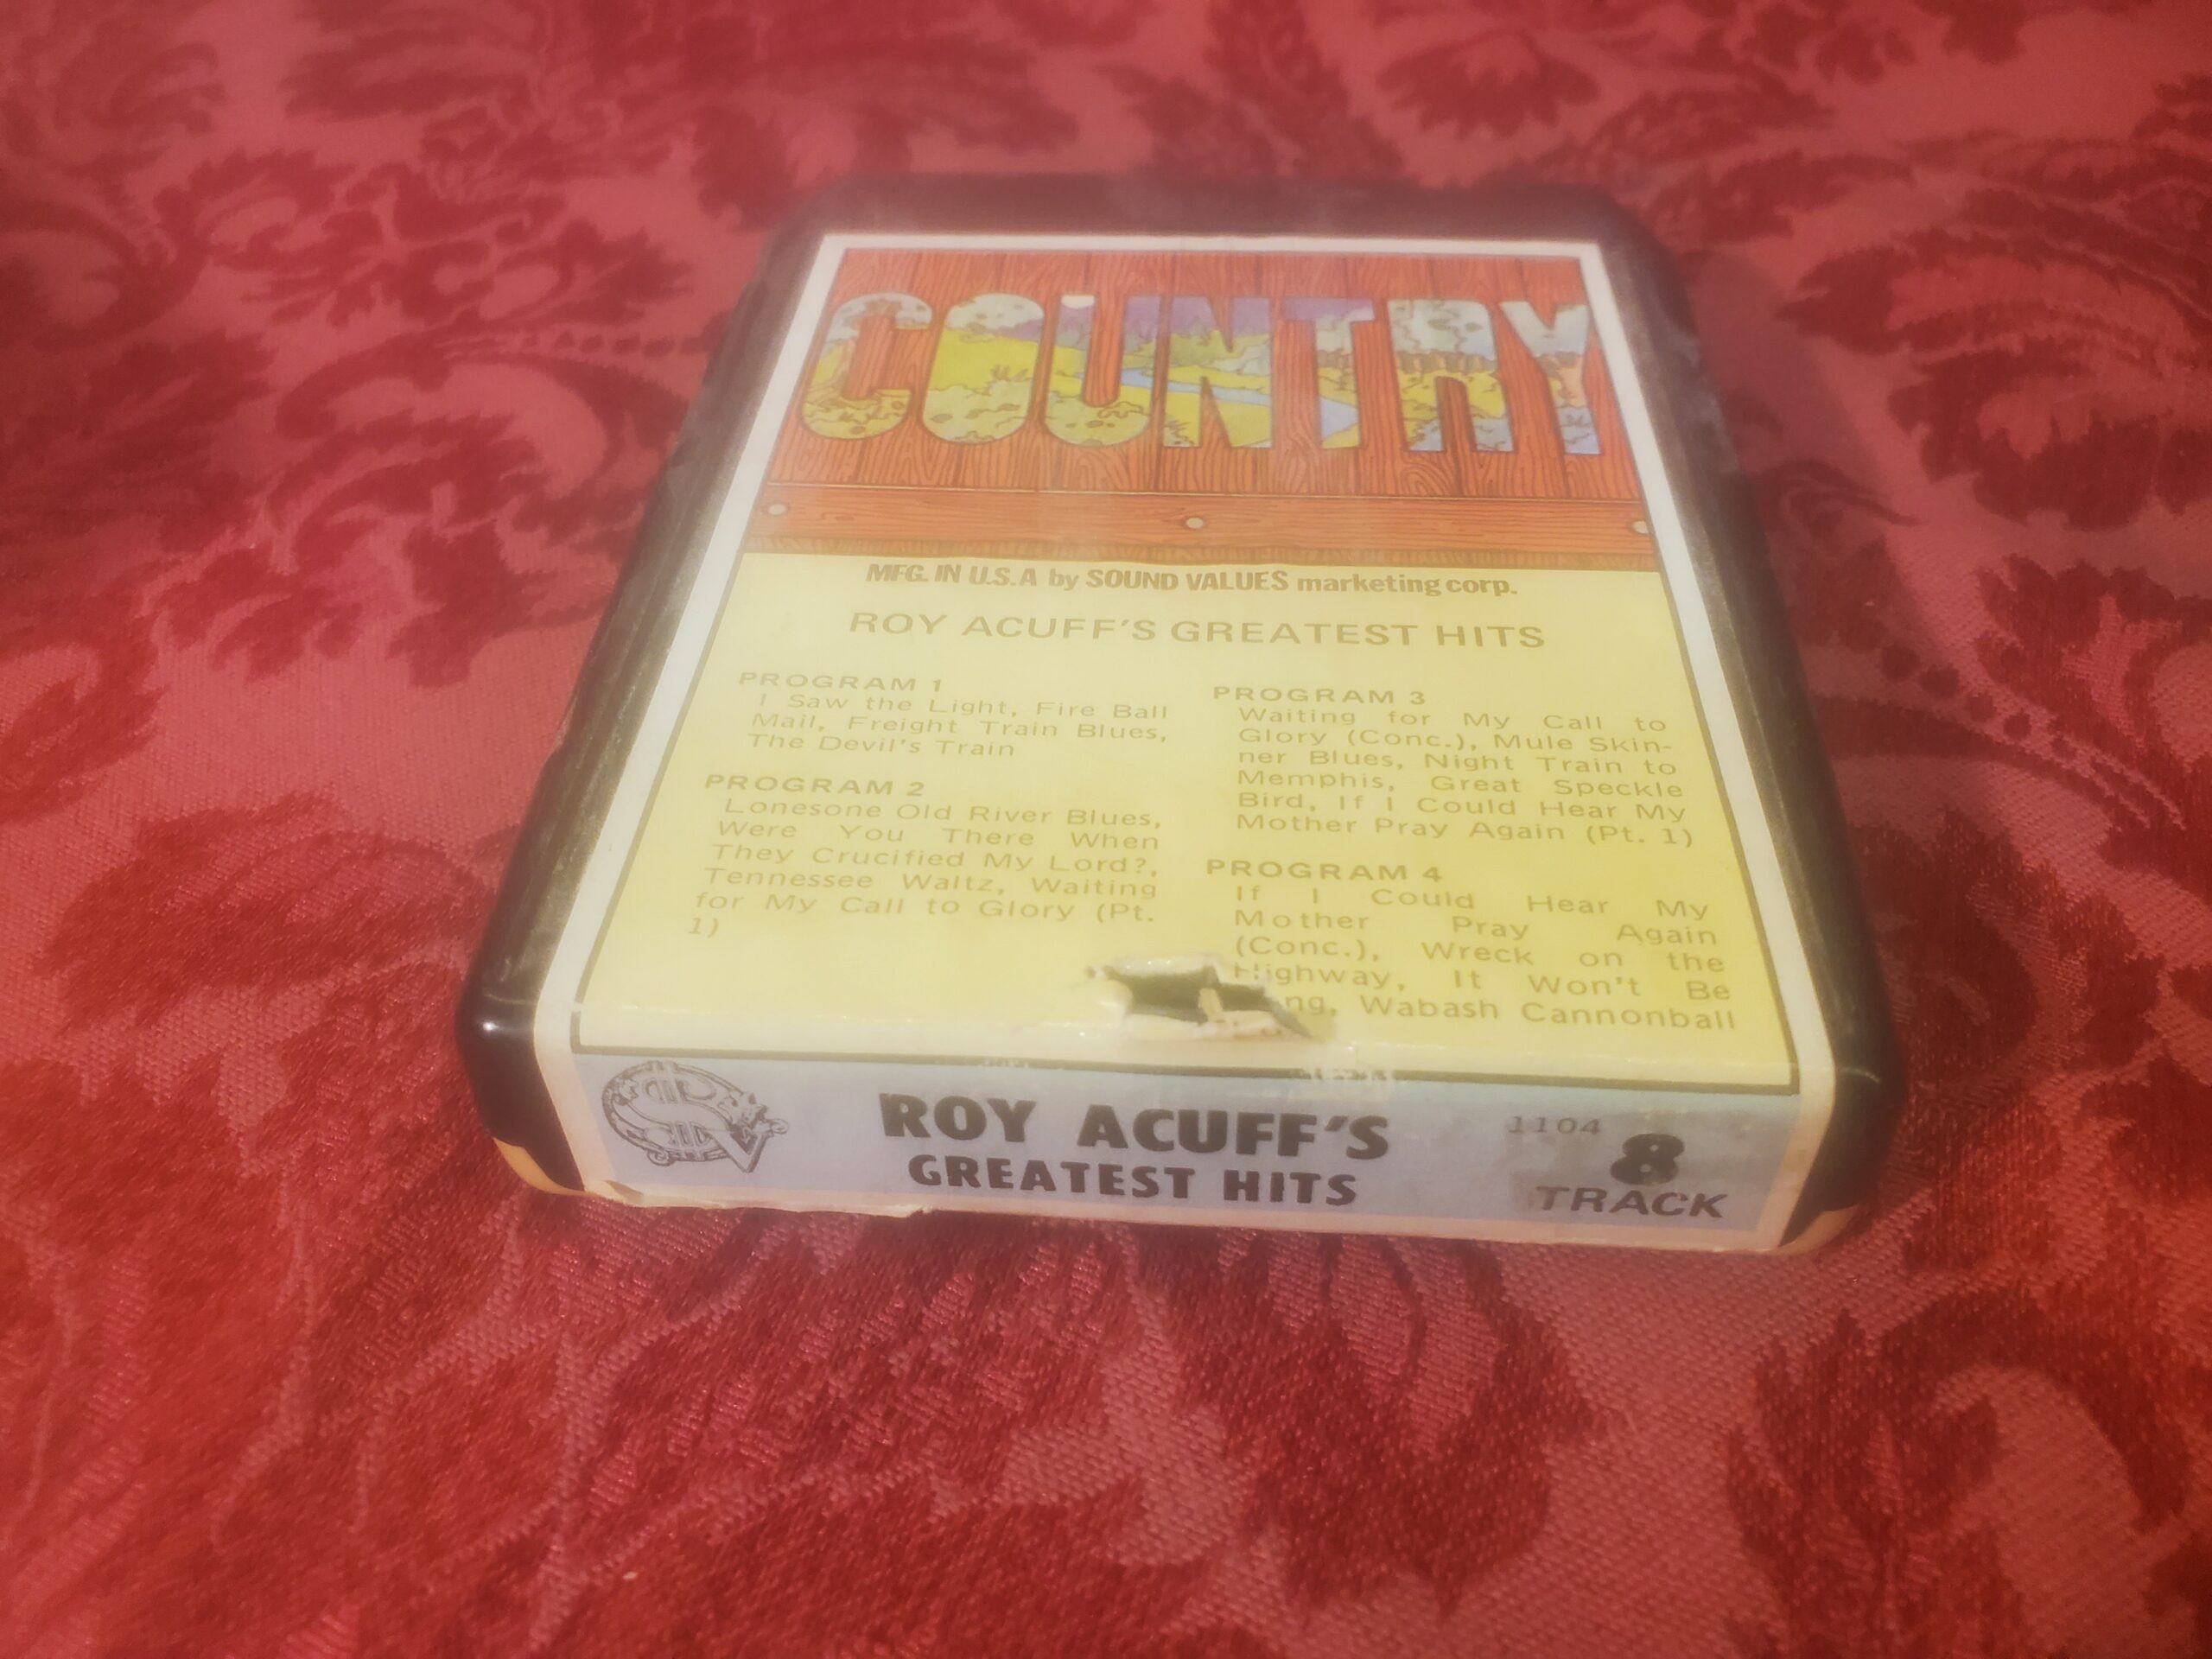 COUNTRY
MFG. IN U.S.A by SOUND VALUES marketing corp.
ROY ACUFF'S GREATEST HITS
PROGRAM 1
I Saw the Light, Fire Ball
Mail, Freight Train Blues,
The Devil's Train
PROGRAM 2
Lonesone Old River Blues,
Were You There When
They Crucified My Lord?,
Tennessee Waltz, Waiting
for My Call to Glory (Pt.
1)
PROGRAM 3
Waiting for My Call to
Glory (Conc.), Mule Skin-
ner Blues, Night Train to
Memphis, Great Speckle
Bird, If I Could Hear My
Mother Pray Again (Pt. 1)
PROGRAM 4
If I Could Hear My
Mother Pray Again
(Conc.), Wreck on the
Highway, It Won't Be
ng, Wabash Cannonball
SV
ROY ACUFF'S
GREATEST HITS
1104
8
TRACK